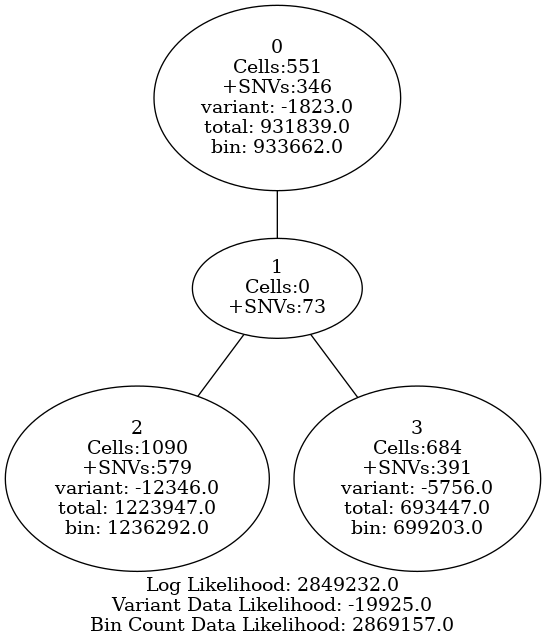 0
Cells:551
+SNVs:346
variant: -1823.0
total: 931839.0
bin: 933662.0
1
Cells:0
+SNVs:73
2
Cells:1090
+SNVs:579
variant: -12346.0
total: 1223947.0
bin: 1236292.0
3
Cells:684
+SNVs:391
variant: -5756.0
total: 693447.0
bin: 699203.0
Log Likelihood: 2849232.0
Variant Data Likelihood: -19925.0
Bin Count Data Likelihood: 2869157.0